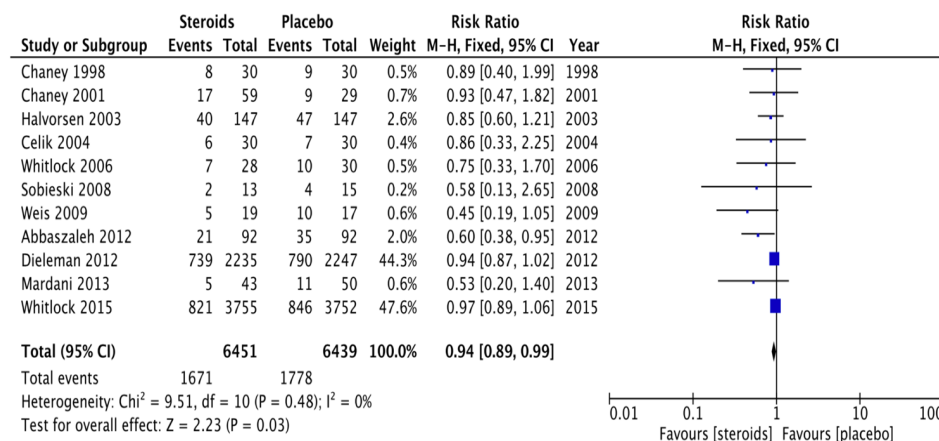 Steroids Placebo Risk Ratio Risk Ratio
Study or Subgroup Events Total Events Total Weight M-H, Fixed, 95% CI Year M-H, Fixed, 95% CI
Chaney 1998 8 30 9 30 0.5% 0.89 [0.40, 1.99] 1998
Chaney 2001 17 59 9 29 0.7% 0.93 [0.47, 1.82] 2001
Halvorsen 2003 40 147 47 147 2.6% 0.85 [0.60, 1.21] 2003
Celik 2004 6 30 7 30 0.4% 0.86 [0.33, 2.25] 2004
Whitlock 2006 7 28 10 30 0.5% 0.75 [0.33, 1.70] 2006
Sobieski 2008 2 13 4 15 0.2% 0.58 [0.13, 2.65] 2008
Weis 2009 5 19 10 17 0.6% 0.45 [0.19, 1.05] 2009
Abbaszaleh 2012 21 92 35 92 2.0% 0.60 [0.38, 0.95] 2012
Dieleman 2012 739 2235 790 2247 44.3% 0.94 [0.87, 1.02] 2012
Mardani 2013 5 43 11 50 0.6% 0.53 [0.20, 1.40] 2013
Whitlock 2015 821 3755 846 3752 47.6% 0.97 [0.89, 1.06] 2015
Total (95% CI) 6451 6439 100.0% 0.94 [0.89, 0.99]
Total events 1671 1778
Heterogeneity: Chi² = 9.51, df = 10 (P = 0.48); I² = 0%
Test for overall effect: Z = 2.23 (P = 0.03)
0.01 0.1 1 10 100
Favours [steroids] Favours [placebo]